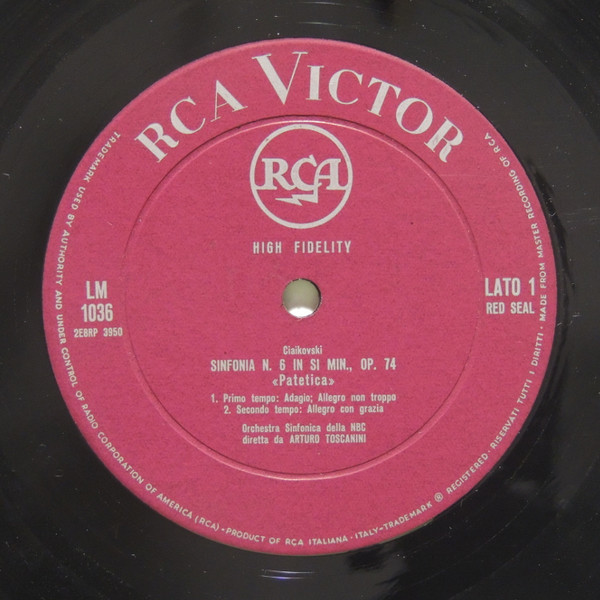 RCA VICTOR
RCA
HIGH FIDELITY
LM
1036
2EBRP 3950
LATO 1
RED SEAL
Ciaikovski
SINFONIA N. 6 IN SI MIN., OP. 74
«Patetica»
1. Primo tempo: Adagio; Allegro non troppo
2. Secondo tempo: Allegro con grazia
Orchestra Sinfonica della NBC
diretta da ARTURO TOSCANINI
TRADEMARK USED BY AUTHORITY AND UNDER CONTROL OF RADIO CORPORATION OF AMERICA (RCA) - PRODUCT OF RCA ITALIANA - ITALY - TRADEMARK ® REGISTERED · RISERVATI TUTTI I DIRITTI · MADE FROM MASTER RECORDING OF RCA